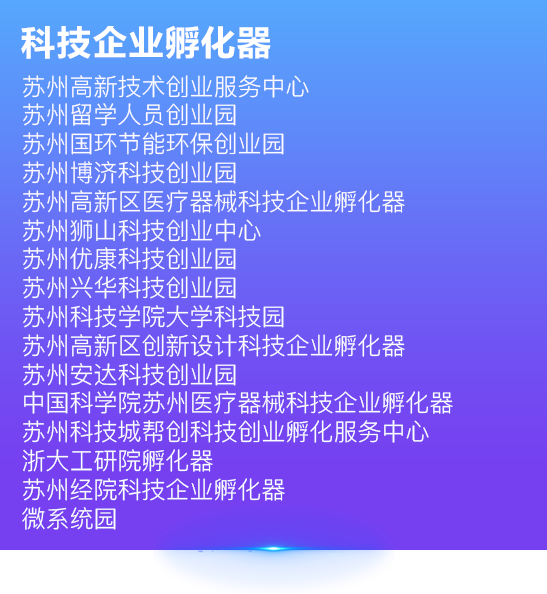 科技企业孵化器
苏州高新技术创业服务中心
苏州留学人员创业园
苏州国环节能环保创业园
苏州博济科技创业园
苏州高新区医疗器械科技企业孵化器
苏州狮山科技创业中心
苏州优康科技创业园
苏州兴华科技创业园
苏州科技学院大学科技园
苏州高新区创新设计科技企业孵化器
苏州安达科技创业园
中国科学院苏州医疗器械科技企业孵化器
苏州科技城帮创科技创业孵化服务中心
浙大工研院孵化器
苏州经院科技企业孵化器
微系统园